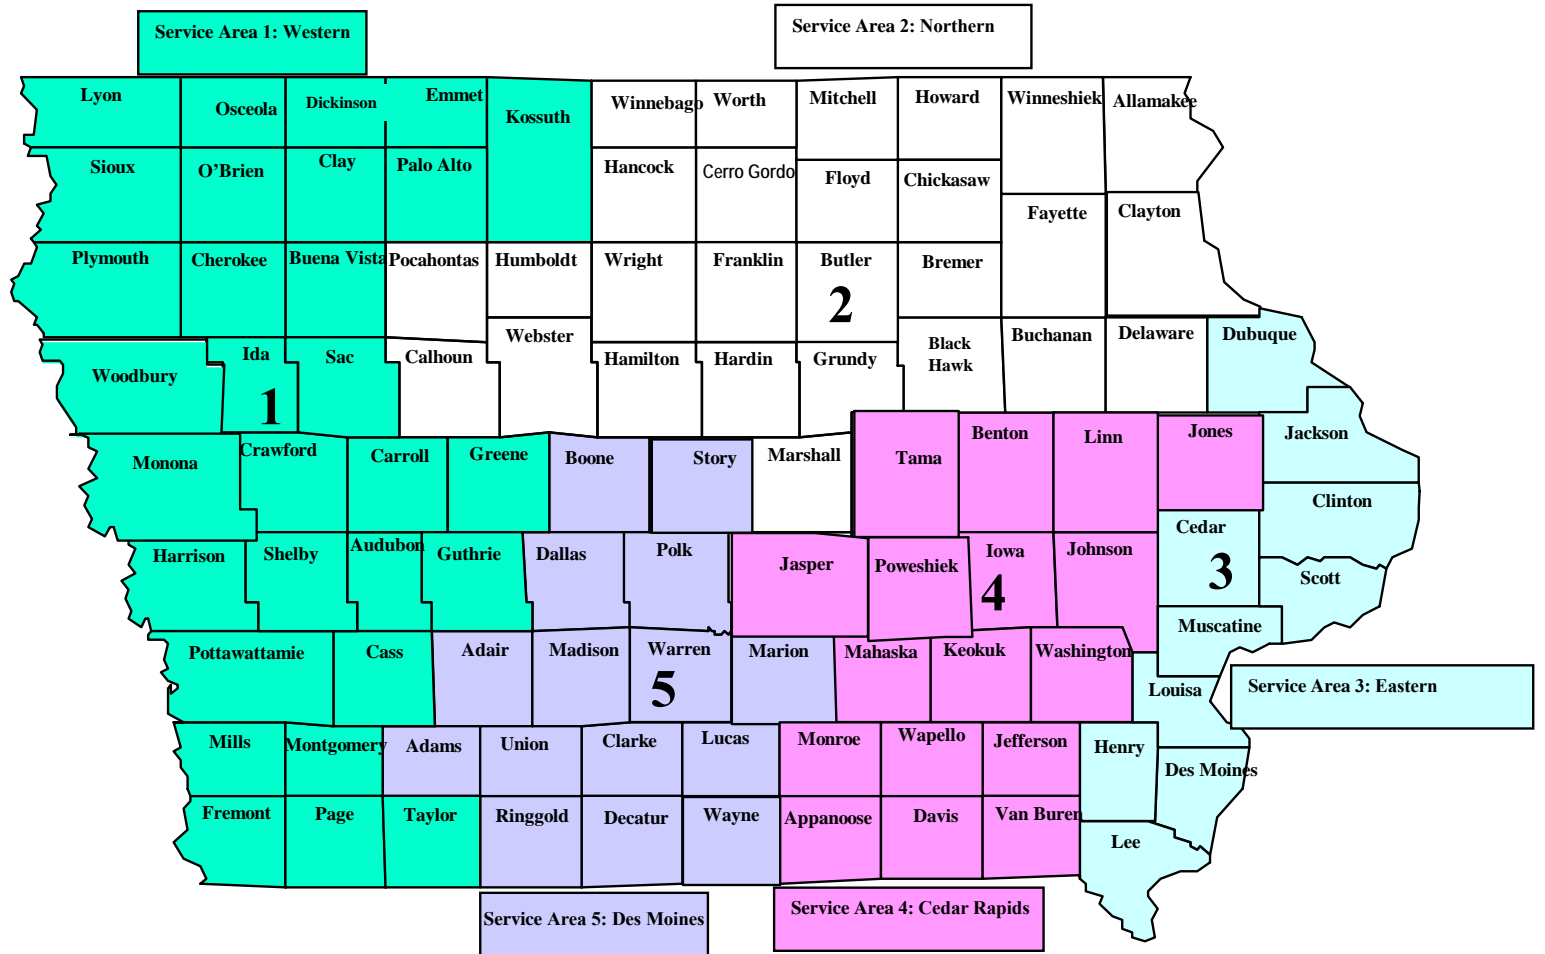 Service Area 1: Western
Service Area 2: Northern
Lyon
Osceola
Dickinson
Emmet
Kossuth
Winnebago
Worth
Mitchell
Howard
Winneshiek
Allamakee
Sioux
O'Brien
Clay
Palo Alto
Hancock
Cerro Gordo
Floyd
Chickasaw
Fayette
Clayton
Plymouth
Cherokee
Buena Vista
Pocahontas
Humboldt
Wright
Franklin
Butler
2
Bremer
Woodbury
Ida
1
Sac
Calhoun
Webster
Hamilton
Hardin
Grundy
Black
Hawk
Buchanan
Delaware
Dubuque
Monona
Crawford
Carroll
Greene
Boone
Story
Marshall
Tama
Benton
Linn
Jones
Jackson
Clinton
Harrison
Shelby
Audubon
Guthrie
Dallas
Polk
Jasper
Poweshiek
Iowa
4
Johnson
Cedar
3
Scott
Muscatine
Pottawattamie
Cass
Adair
Madison
Warren
5
Marion
Mahaska
Keokuk
Washington
Louisa
Service Area 3: Eastern
Mills
Montgomery
Adams
Union
Clarke
Lucas
Monroe
Wapello
Jefferson
Henry
Des Moines
Fremont
Page
Taylor
Ringgold
Decatur
Wayne
Appanoose
Davis
Van Buren
Lee
Service Area 5: Des Moines
Service Area 4: Cedar Rapids